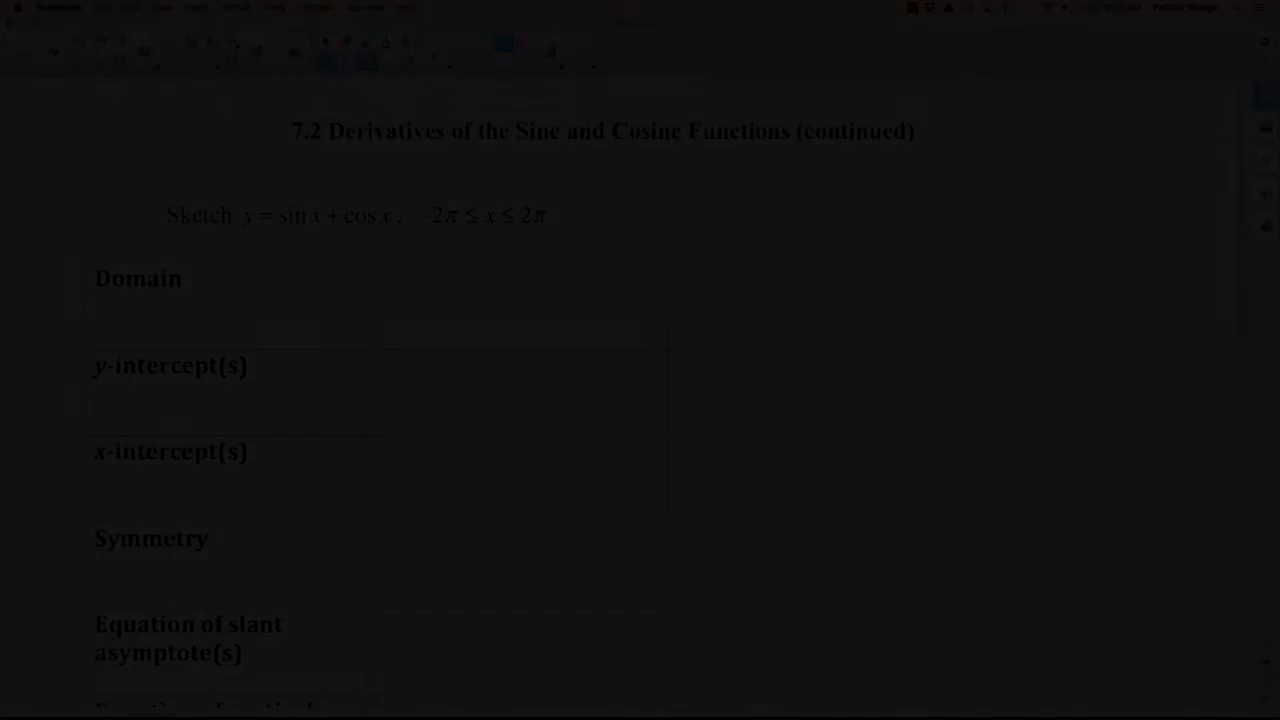 7.2 Derivatives of the Sine and Cosine Functions (continued)
Sketch y = sin x + cos x , -2π ≤ x ≤ 2π
Domain
y-intercept(s)
x-intercept(s)
Symmetry
Equation of slant
asymptote(s)